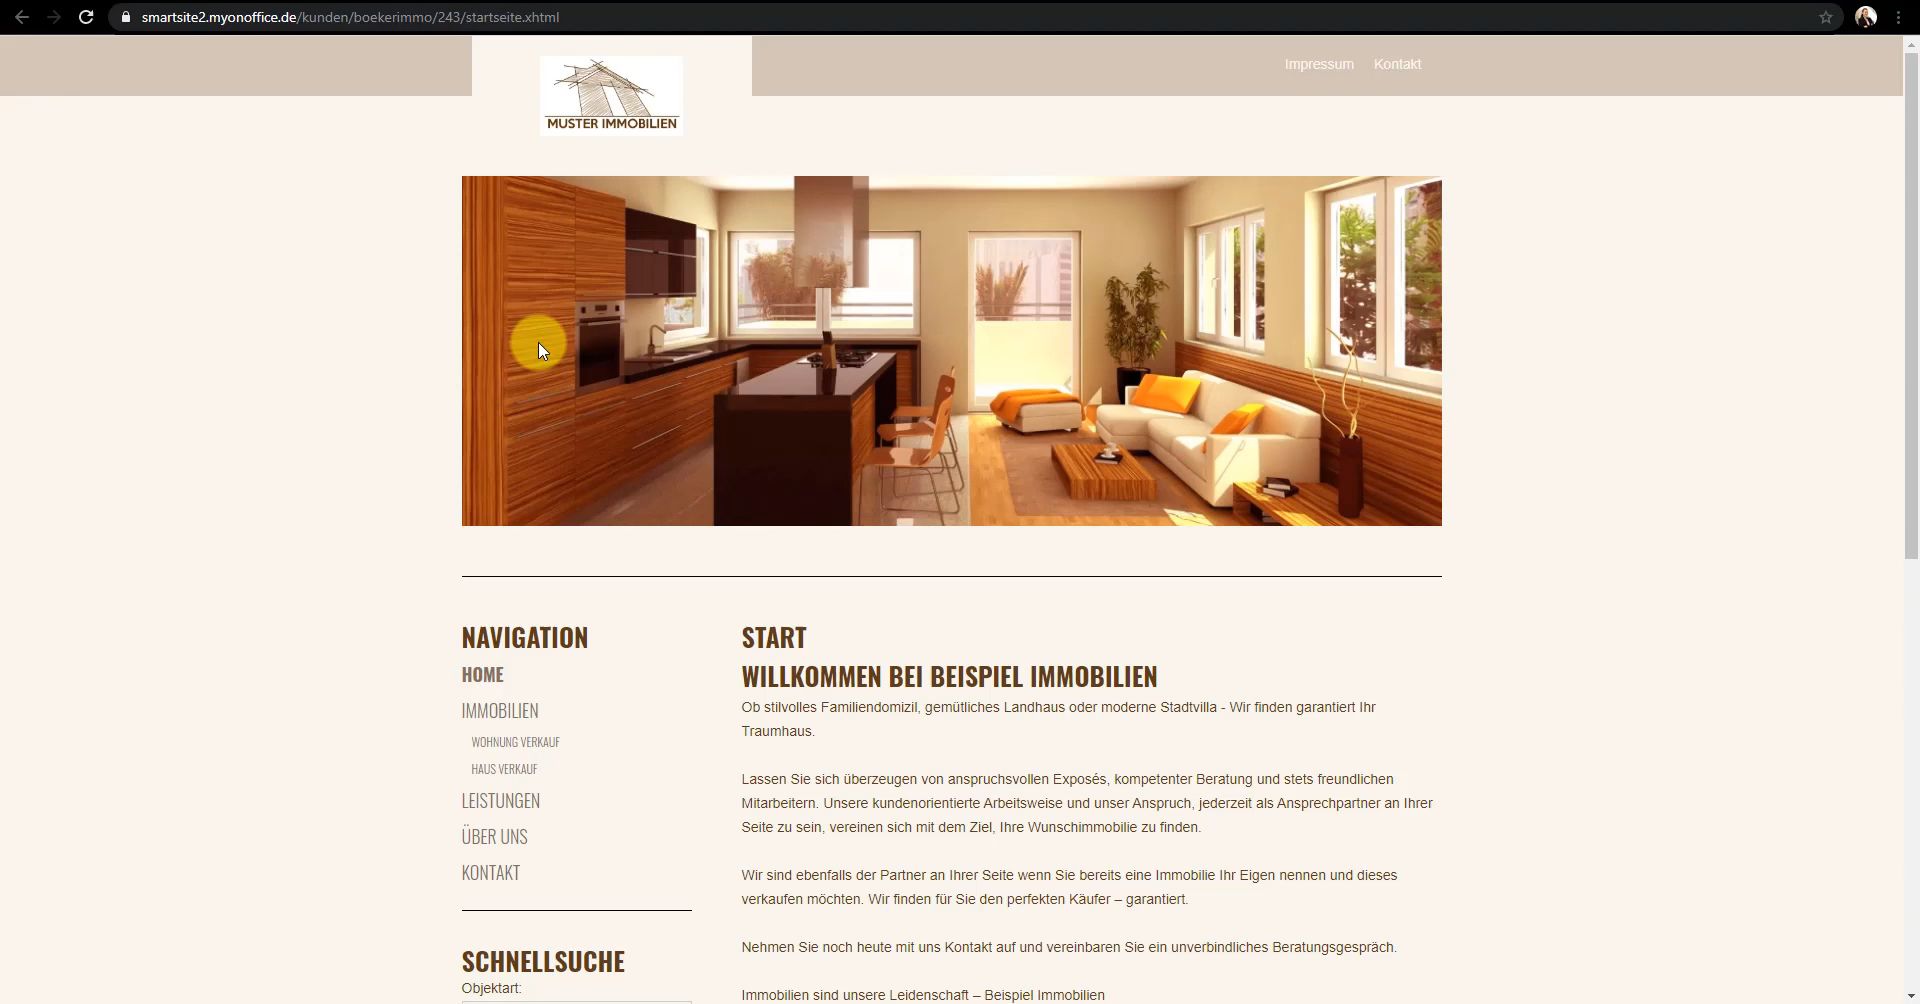 smartsite2.myonoffice.de/kunden/boekerimmo/243/startseite.xhtml
MUSTER IMMOBILIEN
Impressum Kontakt
NAVIGATION
HOME
IMMOBILIEN
WOHNUNG VERKAUF
HAUS VERKAUF
LEISTUNGEN
ÜBER UNS
KONTAKT
SCHNELLSUCHE
Objektart:
START
WILLKOMMEN BEI BEISPIEL IMMOBILIEN
Ob stilvolles Familiendomizil, gemütliches Landhaus oder moderne Stadtvilla - Wir finden garantiert Ihr
Traumhaus.
Lassen Sie sich überzeugen von anspruchsvollen Exposés, kompetenter Beratung und stets freundlichen
Mitarbeitern. Unsere kundenorientierte Arbeitsweise und unser Anspruch, jederzeit als Ansprechpartner an Ihrer
Seite zu sein, vereinen sich mit dem Ziel, Ihre Wunschimmobilie zu finden.
Wir sind ebenfalls der Partner an Ihrer Seite wenn Sie bereits eine Immobilie Ihr Eigen nennen und dieses
verkaufen möchten. Wir finden für Sie den perfekten Käufer – garantiert.
Nehmen Sie noch heute mit uns Kontakt auf und vereinbaren Sie ein unverbindliches Beratungsgespräch.
Immobilien sind unsere Leidenschaft – Beispiel Immobilien